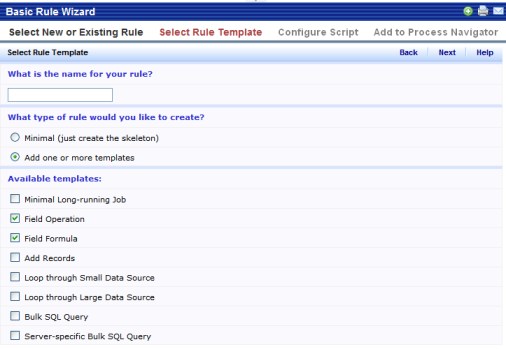 Basic Rule Wizard
Select New or Existing Rule Select Rule Template Configure Script Add to Process Navigator
Select Rule Template Back Next Help
What is the name for your rule?
What type of rule would you like to create?
Minimal (just create the skeleton)
Add one or more templates
Available templates:
Minimal Long-running Job
Field Operation
Field Formula
Add Records
Loop through Small Data Source
Loop through Large Data Source
Bulk SQL Query
Server-specific Bulk SQL Query